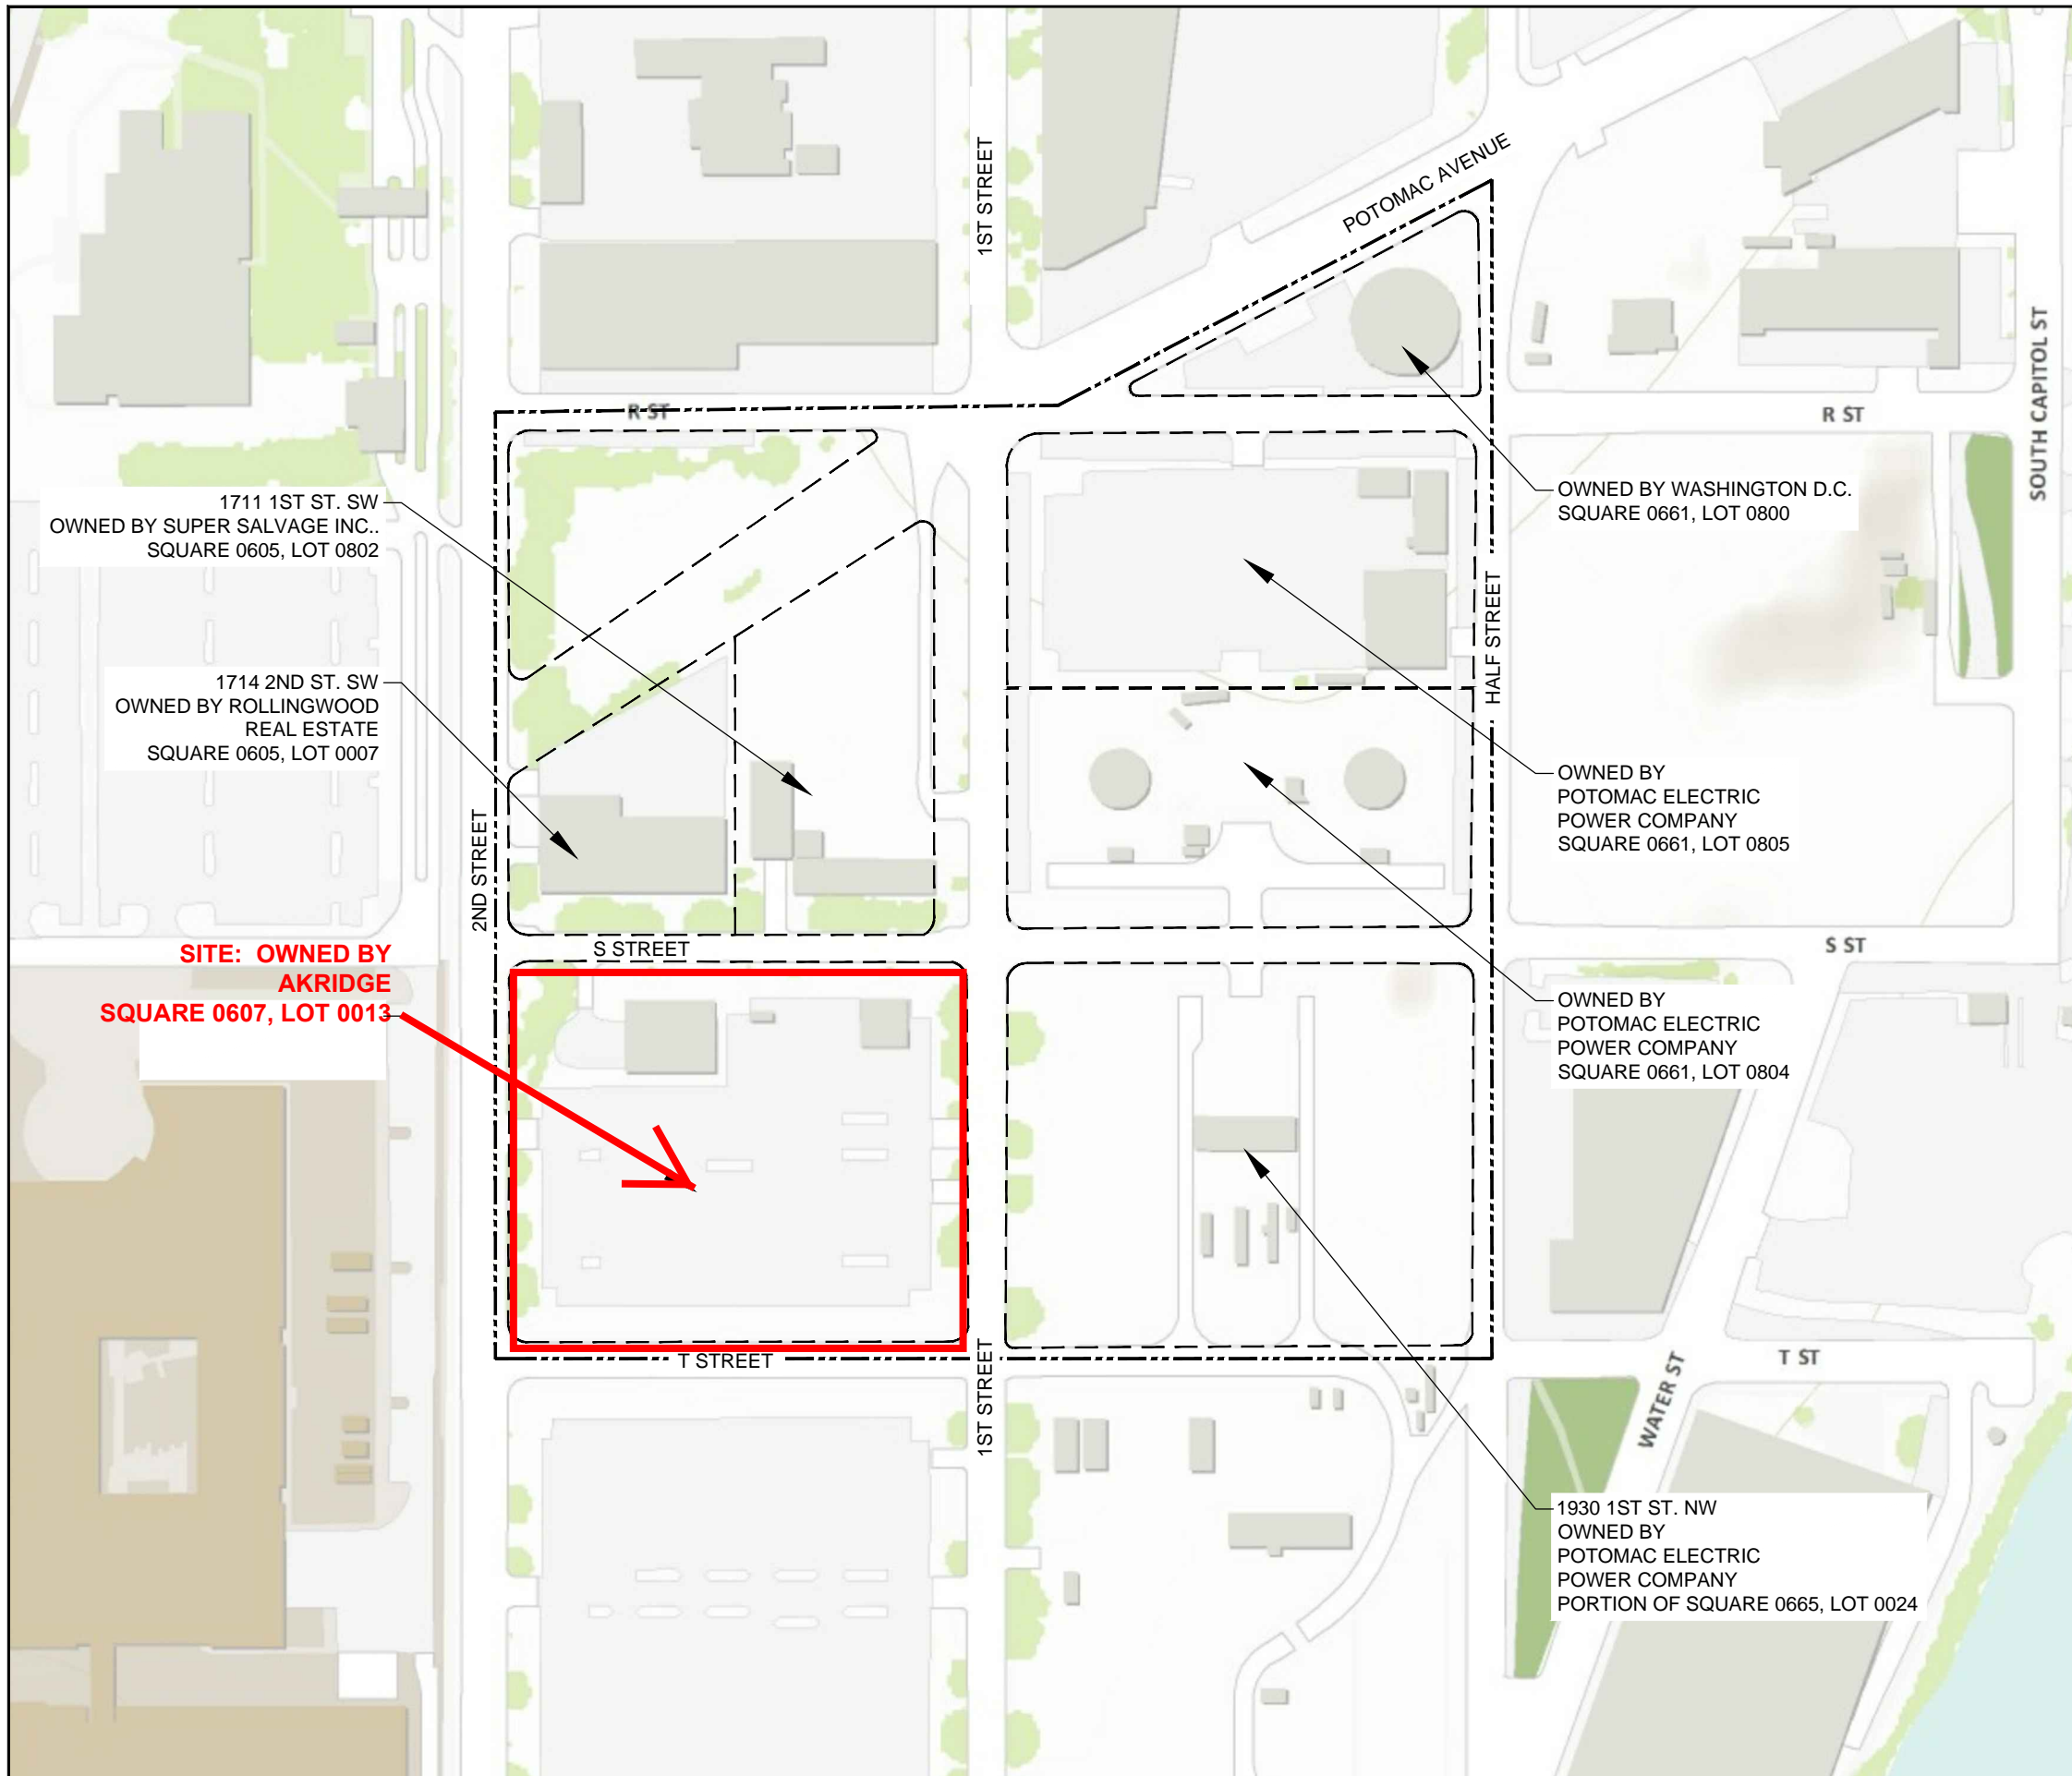 1ST STREET
POTOMAC AVENUE
SOUTH CAPITOL ST
R ST
R ST
1711 1ST ST. SW
OWNED BY SUPER SALVAGE INC..
SQUARE 0605, LOT 0802
OWNED BY WASHINGTON D.C.
SQUARE 0661, LOT 0800
HALF STREET
1714 2ND ST. SW
OWNED BY ROLLINGWOOD
REAL ESTATE
SQUARE 0605, LOT 0007
OWNED BY
POTOMAC ELECTRIC
POWER COMPANY
SQUARE 0661, LOT 0805
2ND STREET
S STREET
S ST
SITE: OWNED BY
AKRIDGE
SQUARE 0607, LOT 0013
OWNED BY
POTOMAC ELECTRIC
POWER COMPANY
SQUARE 0661, LOT 0804
T STREET
1ST STREET
T ST
WATER ST
1930 1ST ST. NW
OWNED BY
POTOMAC ELECTRIC
POWER COMPANY
PORTION OF SQUARE 0665, LOT 0024